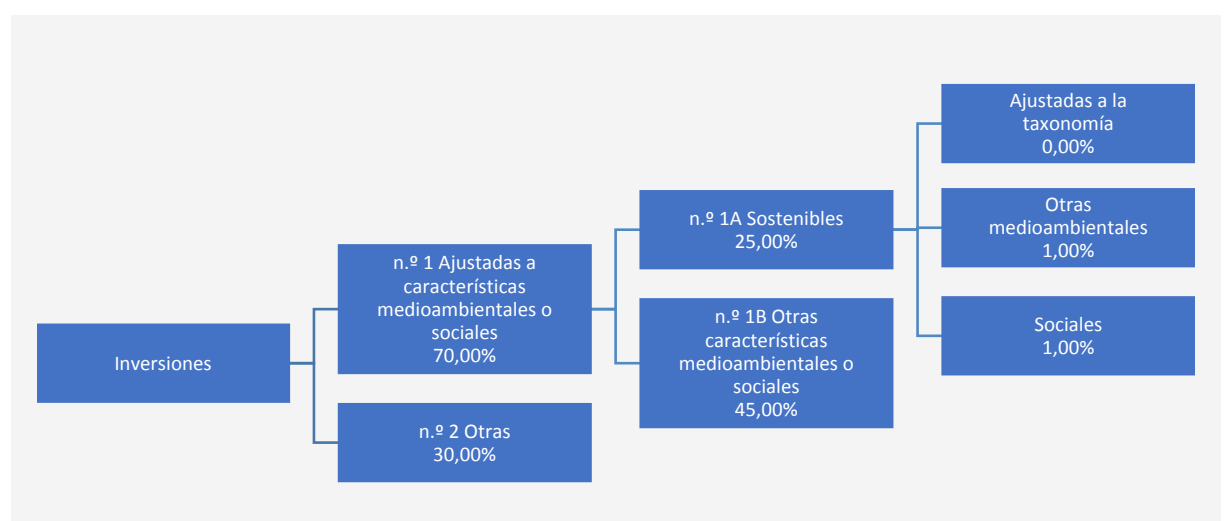 Inversiones
n.º 1 Ajustadas a
características
medioambientales o
sociales
70,00%
n.º 2 Otras
30,00%
n.º 1A Sostenibles
25,00%
n.º 1B Otras
características
medioambientales o
sociales
45,00%
Ajustadas a la
taxonomía
0,00%
Otras
medioambientales
1,00%
Sociales
1,00%